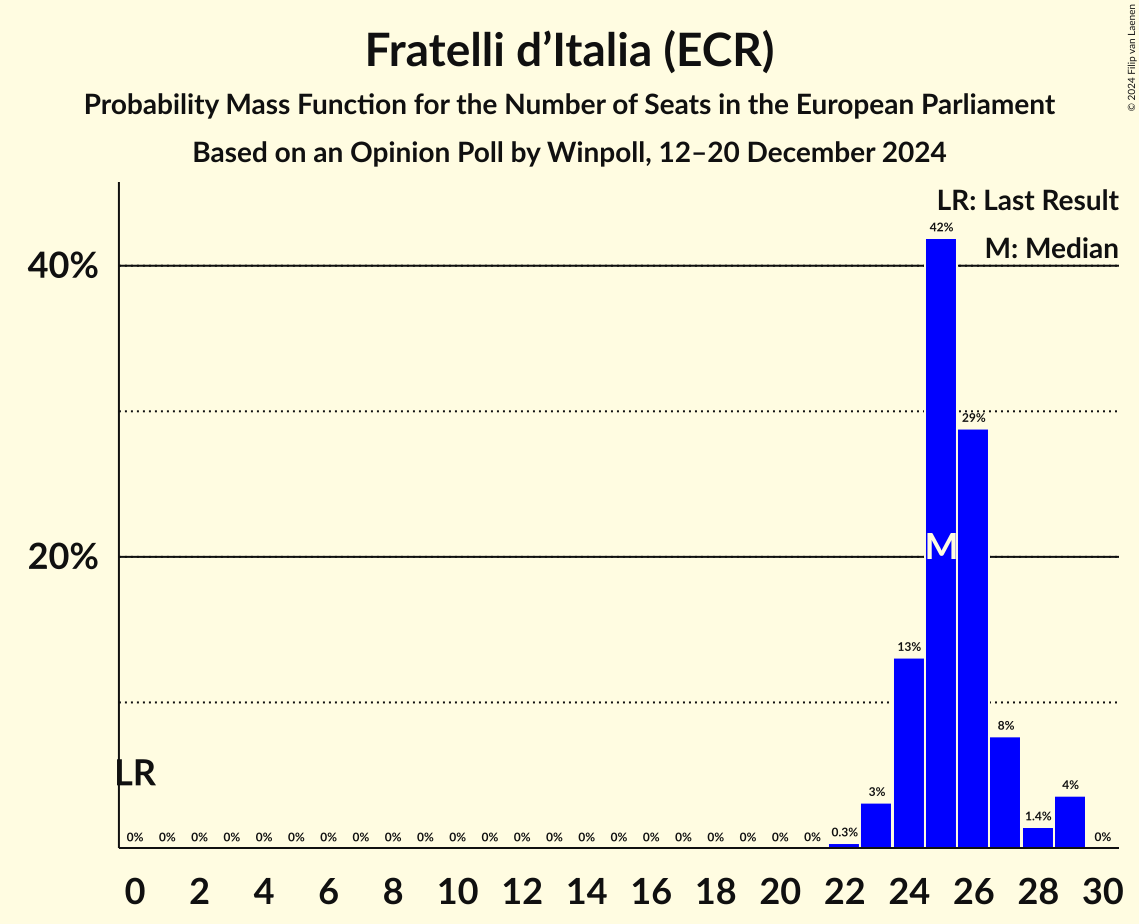 Fratelli d’Italia (ECR)
Probability Mass Function for the Number of Seats in the European Parliament
Based on an Opinion Poll by Winpoll, 12–20 December 2024
© 2024 Filip van Laenen
LR: Last Result
M: Median
40%
20%
42%
29%
M
13%
8%
LR
3%
4%
0% 0% 0% 0% 0% 0% 0% 0% 0% 0% 0% 0% 0% 0% 0% 0% 0% 0% 0% 0% 0% 0% 0.3% 1.4% 0%
0 2 4 6 8 10 12 14 16 18 20 22 24 26 28 30